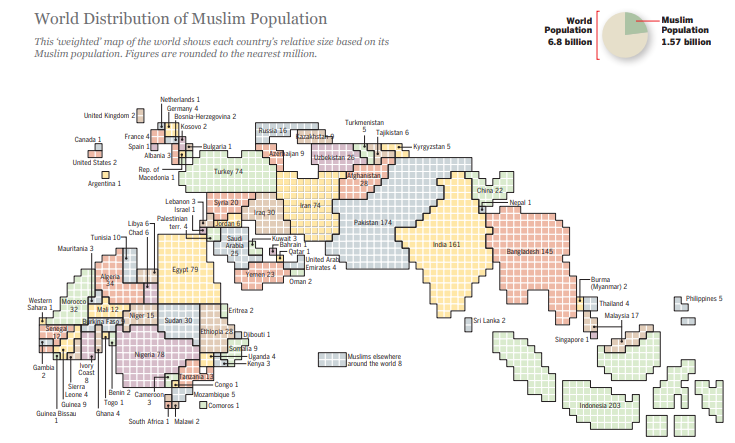 World Distribution of Muslim Population
This ‘weighted’ map of the world shows each country’s relative size based on its
Muslim population. Figures are rounded to the nearest million.
World
Population
6.8 billion
Muslim
Population
1.57 billion
Netherlands 1
Germany 4
Bosnia-Herzegovina 2
Kosovo 2
United Kingdom 2
France 4
Spain 1
Albania 3
Bulgaria 1
Rep. of
Macedonia 1
Canada 1
United States 2
Argentina 1
Russia 16
Kazakhstan 9
Turkmenistan
5
Tajikistan 6
Kyrgyzstan 5
Azerbaijan 9
Uzbekistan 26
Turkey 74
Afghanistan
28
China 22
Nepal 1
Lebanon 3
Israel 1
Palestinian
terr. 4
Syria 20
Iraq 30
Iran 74
Jordan 6
Pakistan 174
India 161
Bangladesh 145
Libya 6
Chad 6
Tunisia 10
Mauritania 3
Algeria
34
Egypt 79
Saudi
Arabia
25
Kuwait 3
Bahrain 1
Qatar 1
United Arab
Emirates 4
Yemen 23
Oman 2
Burma
(Myanmar) 2
Thailand 4
Malaysia 17
Philippines 5
Singapore 1
Sri Lanka 2
Western
Sahara 1
Morocco
32
Mali 12
Burkina Faso 9
Niger 15
Sudan 30
Eritrea 2
Senegal
12
Ethiopia 28
Djibouti 1
Somalia 9
Uganda 4
Kenya 3
Nigeria 78
Gambia
2
Sierra
Leone 4
Guinea 9
Guinea Bissau
1
Ivory
Coast
8
Ghana 4
Togo 1
Benin 2
Cameroon
3
Tanzania 13
Congo 1
Mozambique 5
Comoros 1
South Africa 1
Malawi 2
Muslims elsewhere
around the world 8
Indonesia 203